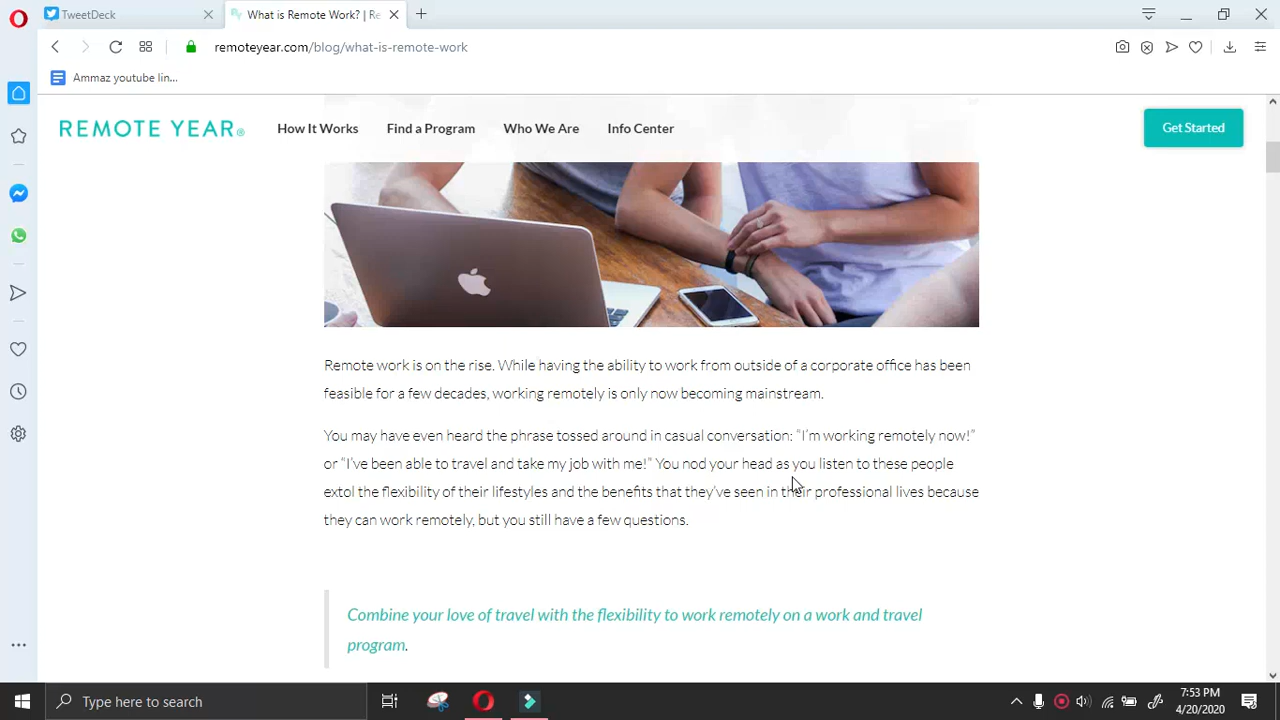 TweetDeck
What is Remote Work? | Re
remoteyear.com/blog/what-is-remote-work
Ammaz youtube lin...
REMOTE YEAR®
How It Works
Find a Program
Who We Are
Info Center
Get Started
Remote work is on the rise. While having the ability to work from outside of a corporate office has been
feasible for a few decades, working remotely is only now becoming mainstream.
You may have even heard the phrase tossed around in casual conversation: “I’m working remotely now!”
or “I’ve been able to travel and take my job with me!” You nod your head as you listen to these people
extol the flexibility of their lifestyles and the benefits that they’ve seen in their professional lives because
they can work remotely, but you still have a few questions.
Combine your love of travel with the flexibility to work remotely on a work and travel
program.
Type here to search
7:53 PM
4/20/2020